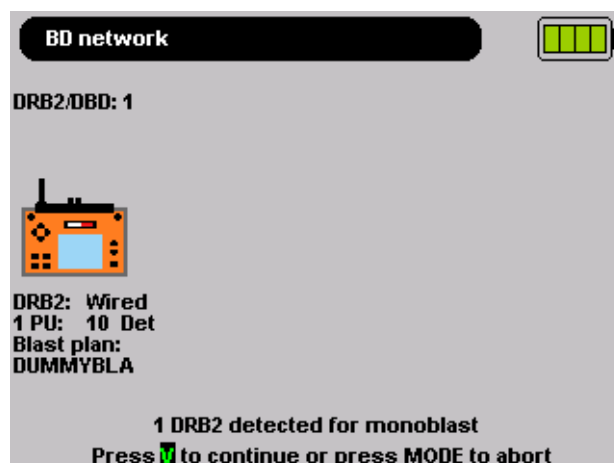 BD network
DRB2/DBD: 1
DRB2: Wired
1 PU: 10 Det
Blast plan:
DUMMYBLA
1 DRB2 detected for monoblast
Press V to continue or press MODE to abort